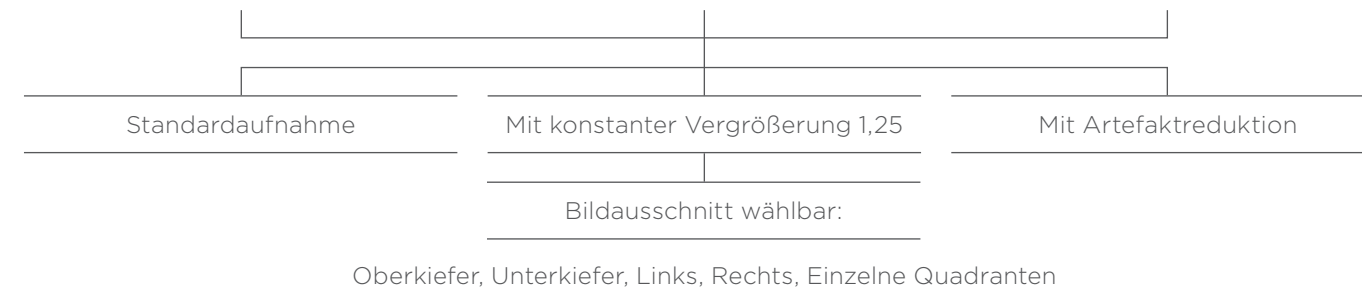 Standardaufnahme
Mit konstanter Vergrößerung 1,25
Mit Artefaktreduktion
Bildausschnitt wählbar:
Oberkiefer, Unterkiefer, Links, Rechts, Einzelne Quadranten